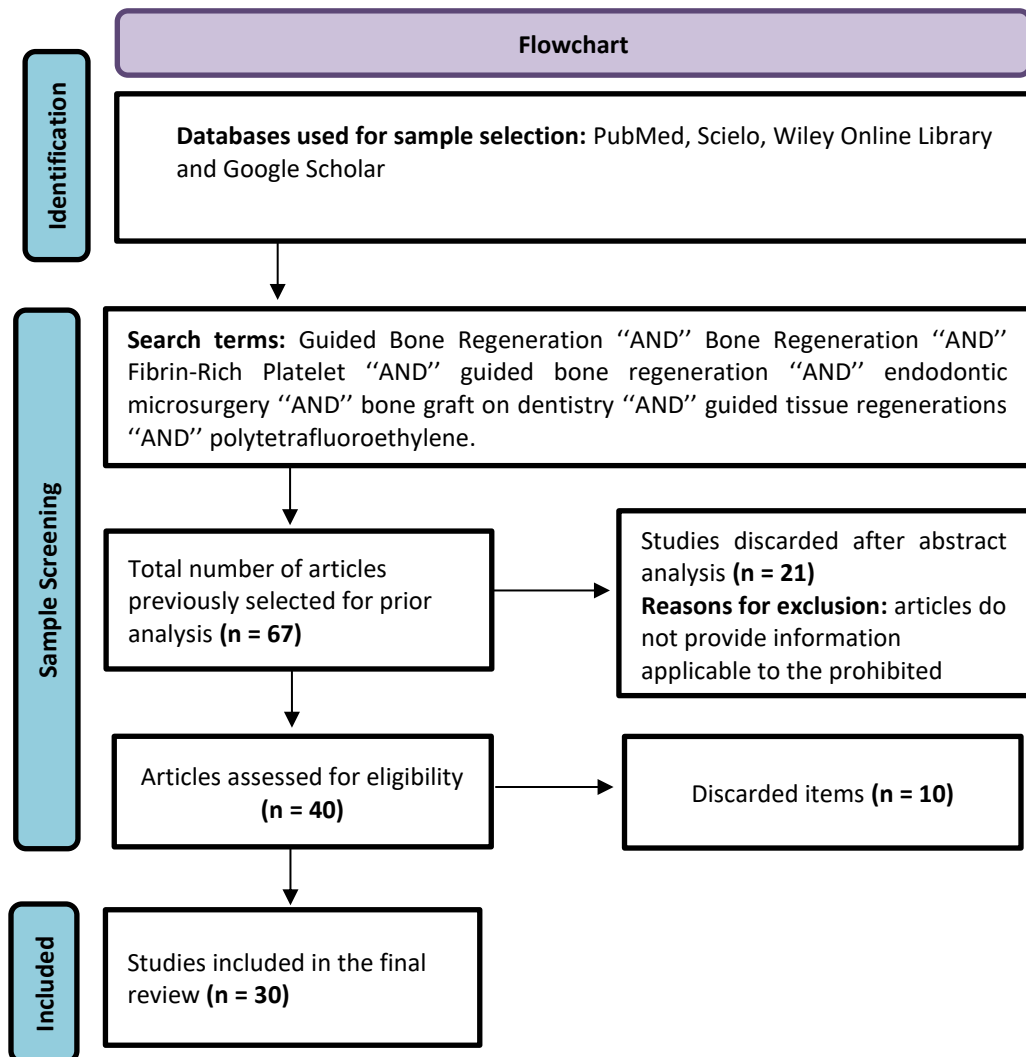 Flowchart
Identification
Databases used for sample selection: PubMed, Scielo, Wiley Online Library
and Google Scholar
Sample Screening
Search terms: Guided Bone Regeneration ‘‘AND’’ Bone Regeneration ‘‘AND’’
Fibrin-Rich Platelet ‘‘AND’’ guided bone regeneration ‘‘AND’’ endodontic
microsurgery ‘‘AND’’ bone graft on dentistry ‘‘AND’’ guided tissue regenerations
‘‘AND’’ polytetrafluoroethylene.
Total number of articles
previously selected for prior
analysis (n = 67)
Studies discarded after abstract
analysis (n = 21)
Reasons for exclusion: articles do
not provide information
applicable to the prohibited
Articles assessed for eligibility
(n = 40)
Discarded items (n = 10)
Included
Studies included in the final
review (n = 30)